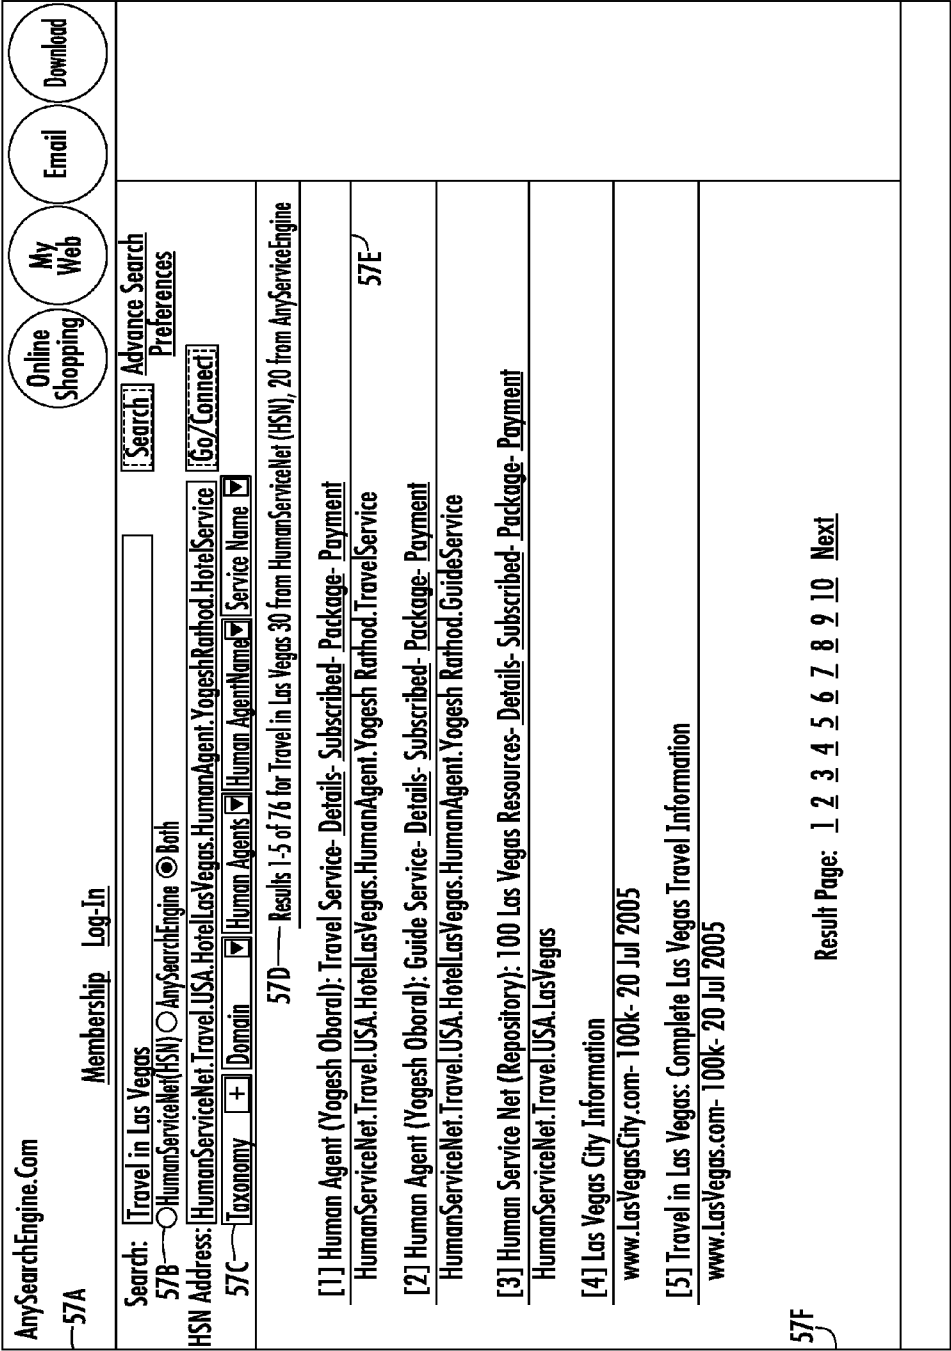 AnySearchEngine.Com
57A
Membership Log-In
Online Shopping
My Web
Email
Download
Search: Travel in Las Vegas Search Advance Search
57B HumanServiceNet(HSN) AnySearchEngine Both Preferences
HSN Address: HumanServiceNet.Travel.USA.HotelLasVegas.HumanAgent.YogeshRathod.HotelService Go/Connect
57C Taxonomy + Domain Human Agents Human AgentName Service Name
57D Results 1-5 of 76 for Travel in Las Vegas 30 from HumanServiceNet (HSN), 20 from AnyServiceEngine
[1] Human Agent (Yogesh Oboral): Travel Service- Details- Subscribed- Package- Payment
HumanServiceNet.Travel.USA.HotelLasVegas.HumanAgent.Yogesh Rathod.TravelService
57E
[2] Human Agent (Yogesh Oboral): Guide Service- Details- Subscribed- Package- Payment
HumanServiceNet.Travel.USA.HotelLasVegas.HumanAgent.Yogesh Rathod.GuideService
[3] Human Service Net (Repository): 100 Las Vegas Resources- Details- Subscribed- Package- Payment
HumanServiceNet.Travel.USA.LasVegas
[4] Las Vegas City Information
www.LasVegasCity.com- 100k- 20 Jul 2005
[5] Travel in Las Vegas: Complete Las Vegas Travel Information
www.LasVegas.com- 100k- 20 Jul 2005
57F
Result Page: 1 2 3 4 5 6 7 8 9 10 Next